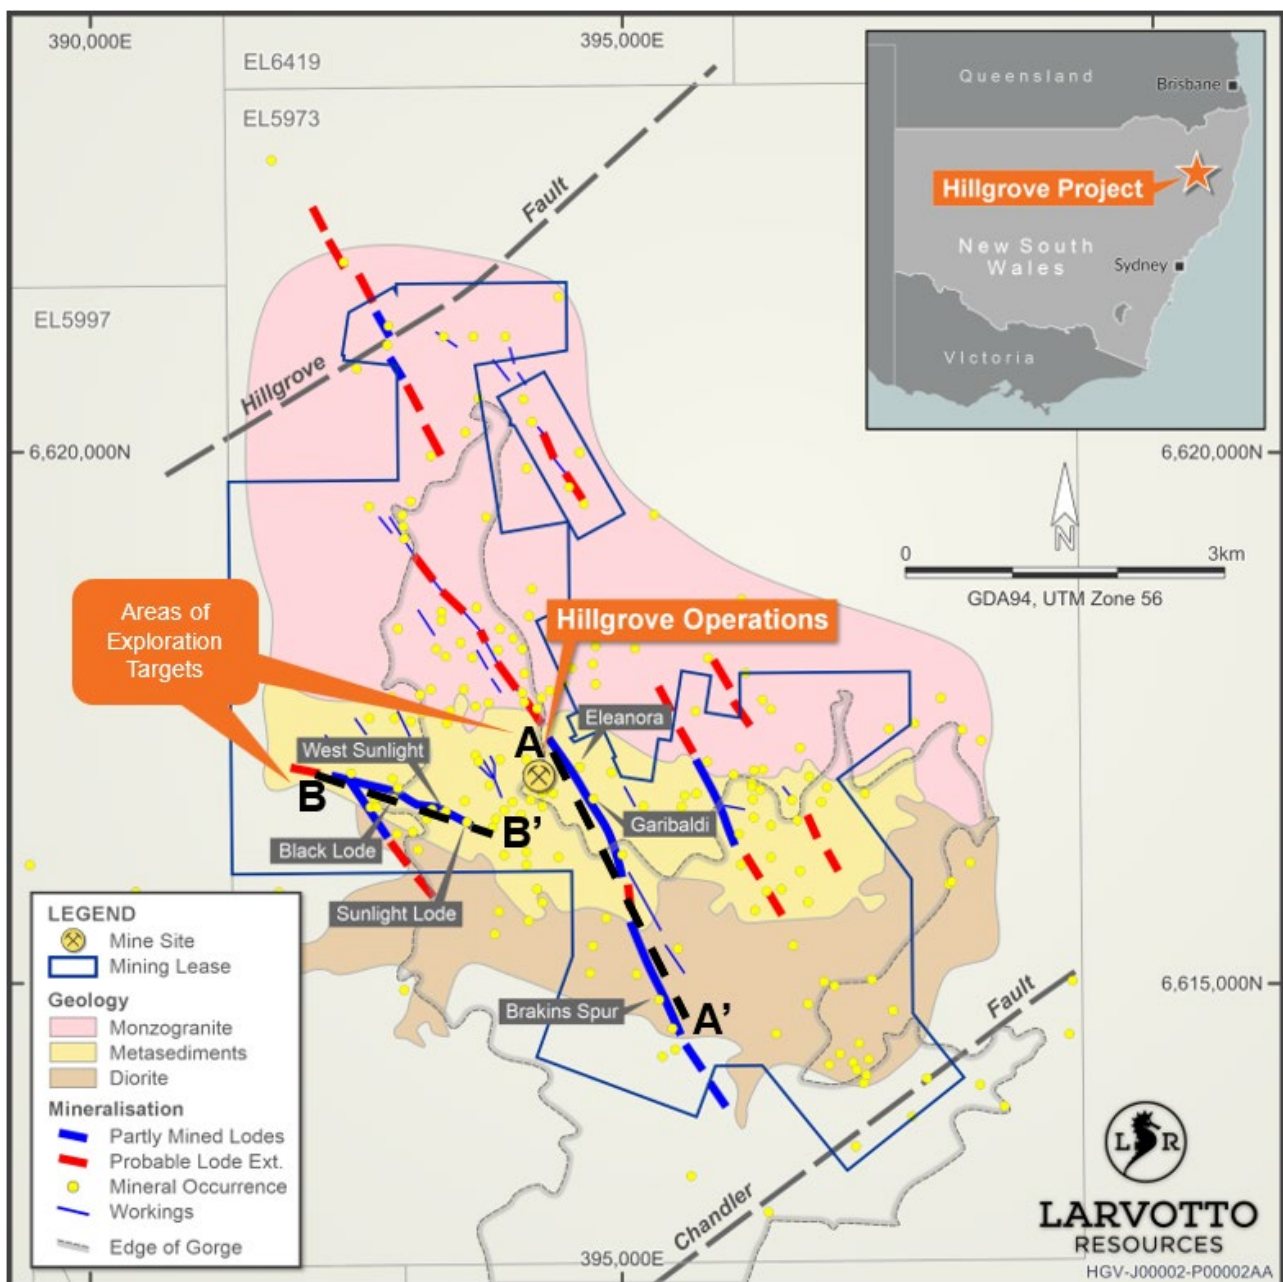 390,000E
395,000E
EL6419
EL5973
EL5997
Fault
Hillgrove
Queensland
Brisbane
Hillgrove Project
New South
Wales
Sydney
VIctoria
6,620,000N
6,620,000N
N
0
3km
GDA94, UTM Zone 56
Areas of
Exploration
Targets
Hillgrove Operations
Eleanora
A
West Sunlight
B
B'
Garibaldi
Black Lode
Sunlight Lode
Brakins Spur
A’
6,615,000N
Fault
Chandler
395,000E
LEGEND
Mine Site
Mining Lease
Geology
Monzogranite
Metasediments
Diorite
Mineralisation
Partly Mined Lodes
Probable Lode Ext.
Mineral Occurrence
Workings
Edge of Gorge
L R
LARVOTTO
RESOURCES
HGV-J00002-P00002AA